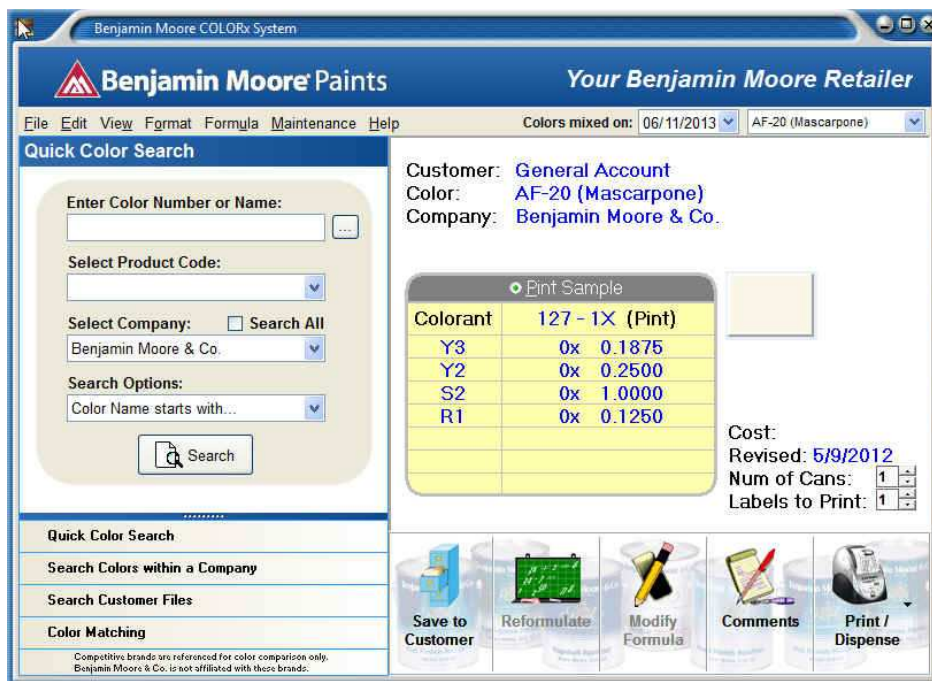 Benjamin Moore COLORx System
Benjamin Moore Paints
Your Benjamin Moore Retailer
File Edit View Format Formula Maintenance Help
Colors mixed on: 06/11/2013 AF-20 (Mascarpone)
Quick Color Search
Enter Color Number or Name:
...
Select Product Code:
Select Company: Search All
Benjamin Moore & Co.
Search Options:
Color Name starts with...
Search
Quick Color Search
Search Colors within a Company
Search Customer Files
Color Matching
Competitive brands are referenced for color comparison only.
Benjamin Moore & Co. is not affiliated with these brands.
Customer: General Account
Color: AF-20 (Mascarpone)
Company: Benjamin Moore & Co.
Pint Sample
Colorant 127 - 1X (Pint)
Y3 0x 0.1875
Y2 0x 0.2500
S2 0x 1.0000
R1 0x 0.1250
Cost:
Revised: 5/9/2012
Num of Cans: 1
Labels to Print: 1
Save to
Customer
Reformulate
Modify
Formula
Comments
Print /
Dispense